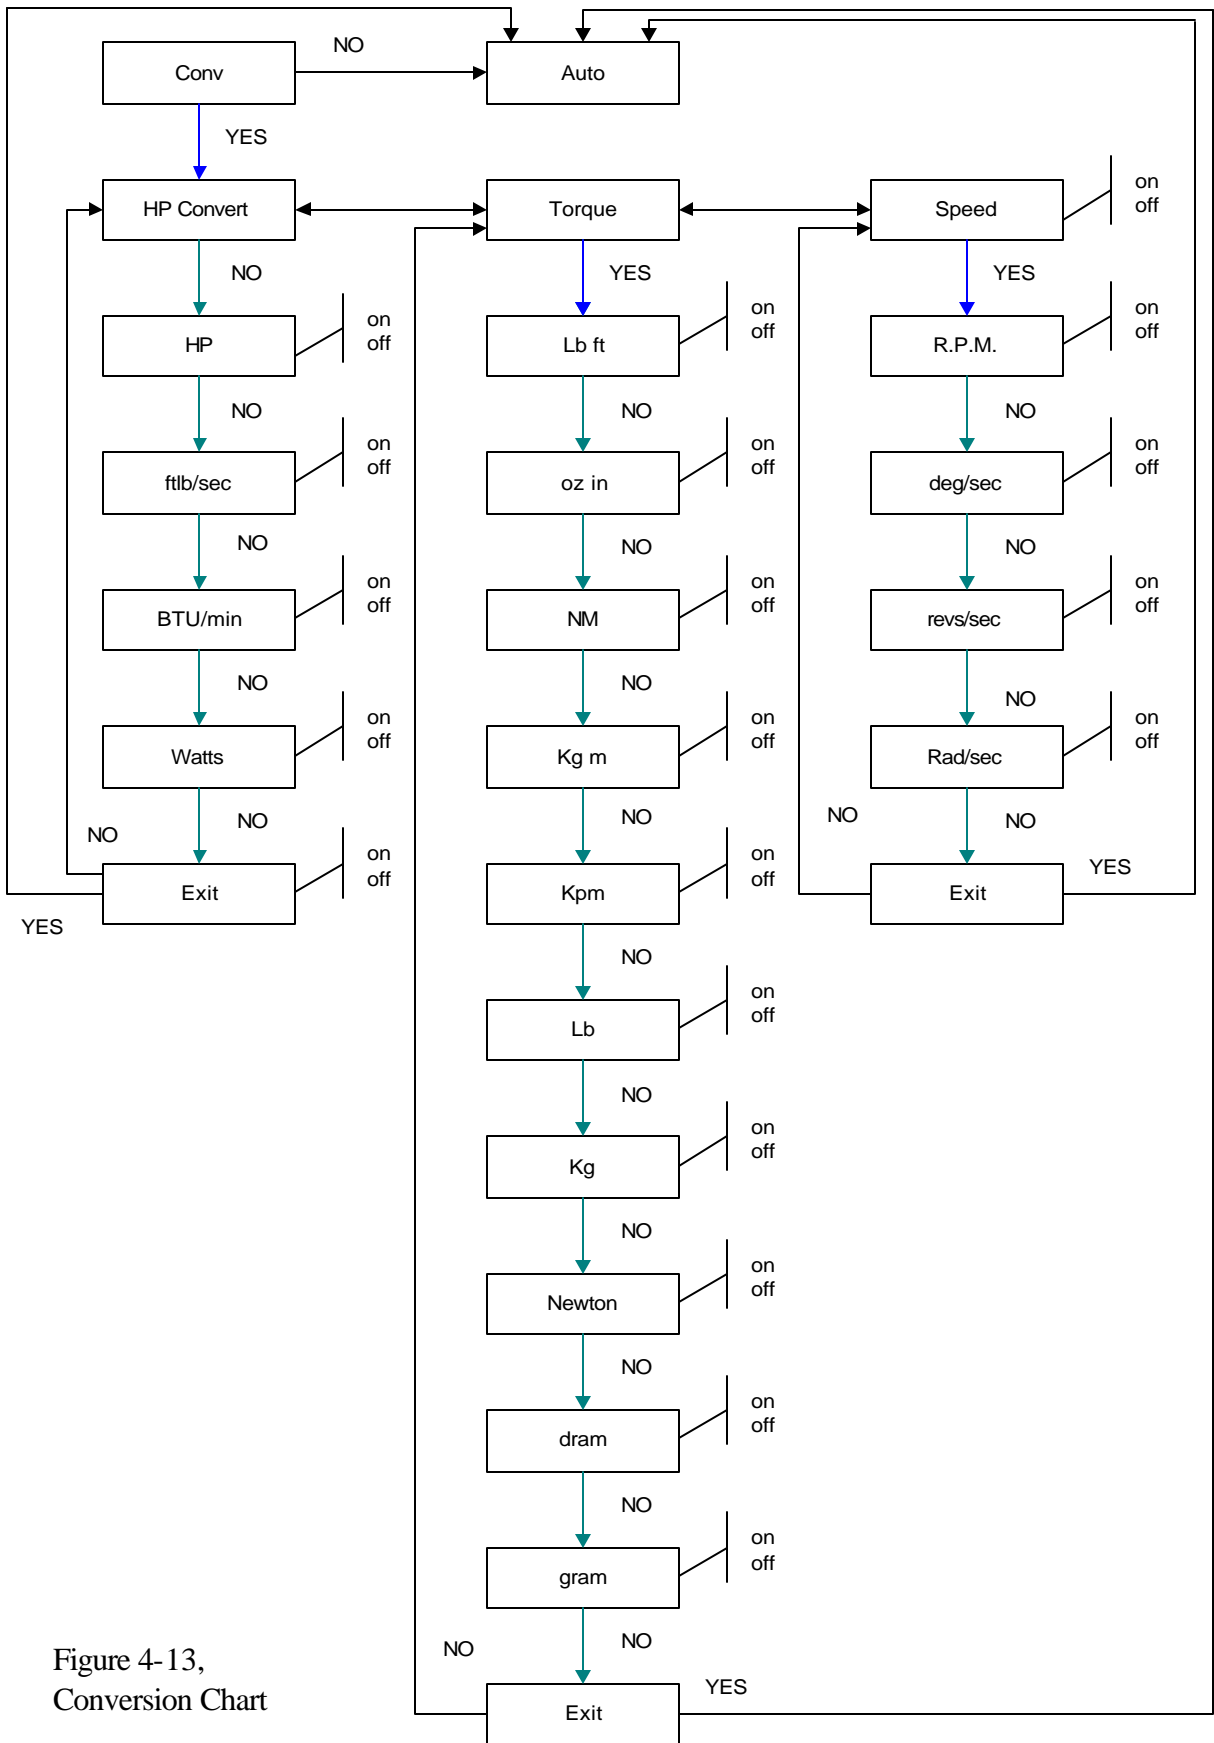 NO
Conv
Auto
YES
HP Convert
Torque
Speed
on
off
NO
YES
YES
HP
on
off
Lb ft
on
off
R.P.M.
on
off
NO
NO
NO
ftlb/sec
on
off
oz in
on
off
deg/sec
on
off
NO
NO
NO
BTU/min
on
off
NM
on
off
revs/sec
on
off
NO
NO
NO
Watts
on
off
Kg m
on
off
Rad/sec
on
off
NO
NO
NO
NO
NO
Exit
on
off
Kpm
on
off
Exit
YES
YES
NO
Lb
on
off
NO
Kg
on
off
NO
Newton
on
off
NO
dram
on
off
NO
gram
on
off
NO
NO
Exit
YES
Figure 4-13,
Conversion Chart